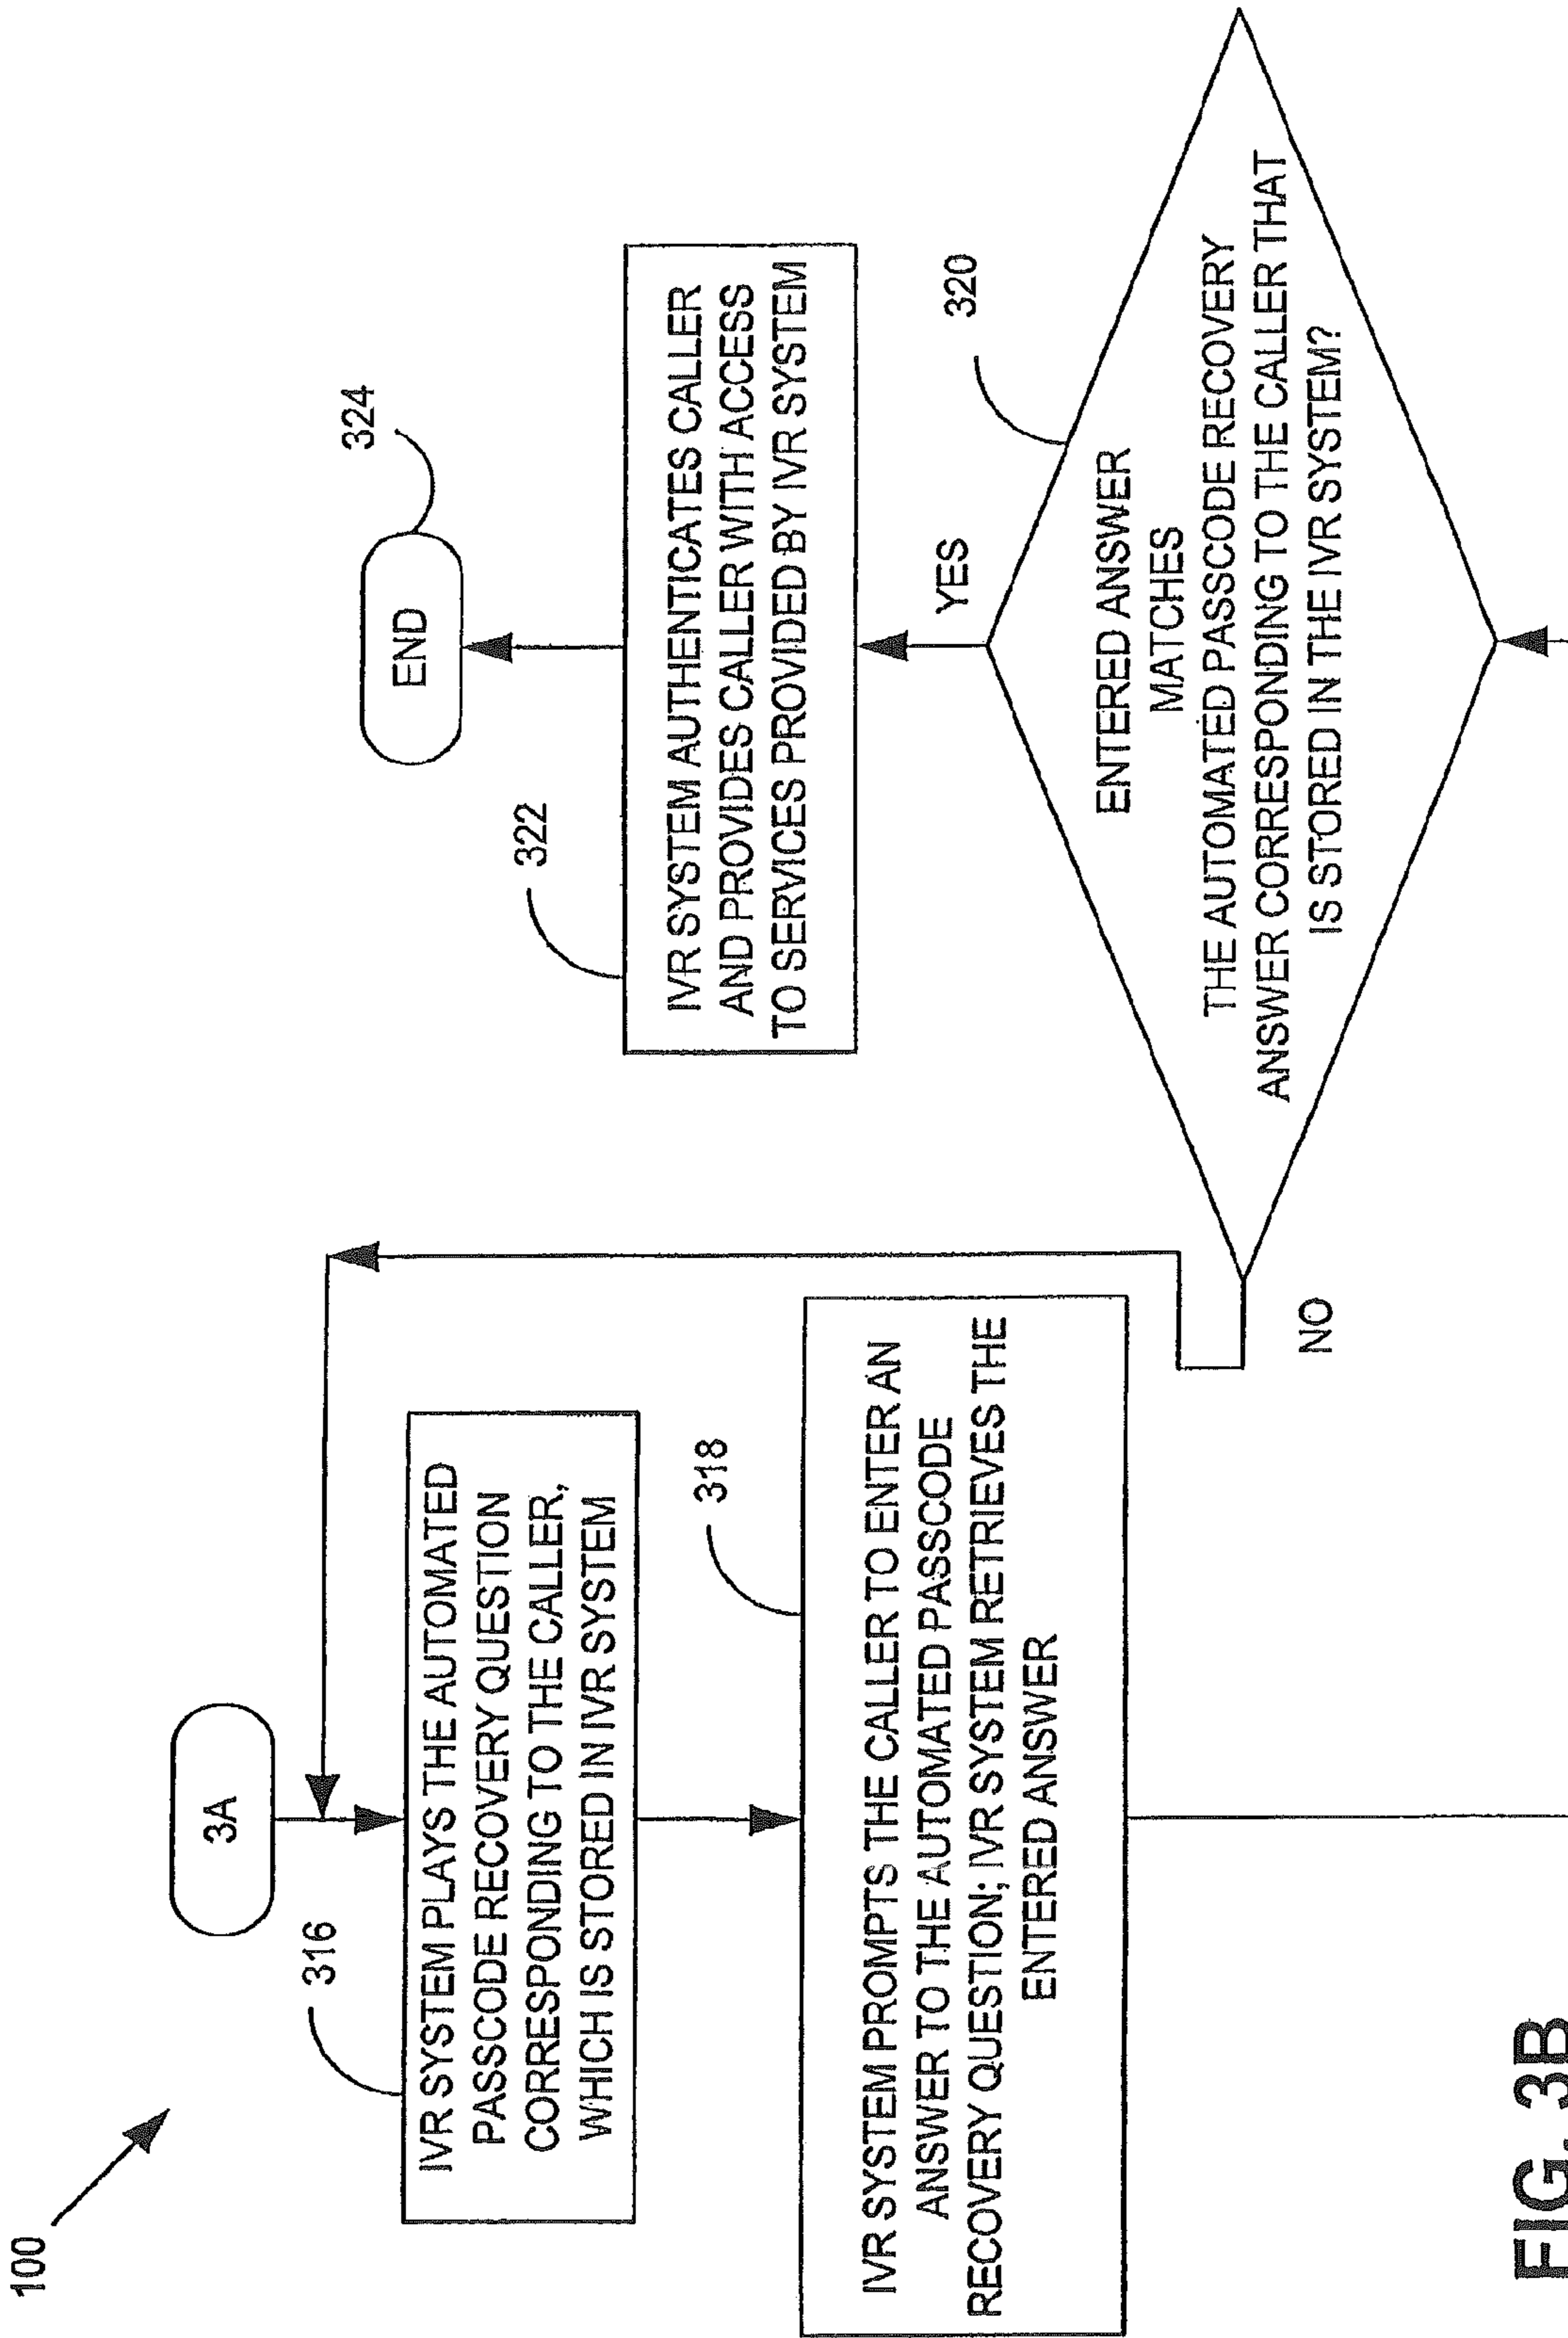 100
3A
316
IVR SYSTEM PLAYS THE AUTOMATED
PASSCODE RECOVERY QUESTION
CORRESPONDING TO THE CALLER,
WHICH IS STORED IN IVR SYSTEM
318
IVR SYSTEM PROMPTS THE CALLER TO ENTER AN
ANSWER TO THE AUTOMATED PASSCODE
RECOVERY QUESTION; IVR SYSTEM RETRIEVES THE
ENTERED ANSWER
324
END
322
IVR SYSTEM AUTHENTICATES CALLER
AND PROVIDES CALLER WITH ACCESS
TO SERVICES PROVIDED BY IVR SYSTEM
YES
320
ENTERED ANSWER
MATCHES
THE AUTOMATED PASSCODE RECOVERY
ANSWER CORRESPONDING TO THE CALLER THAT
IS STORED IN THE IVR SYSTEM?
NO
FIG. 3B